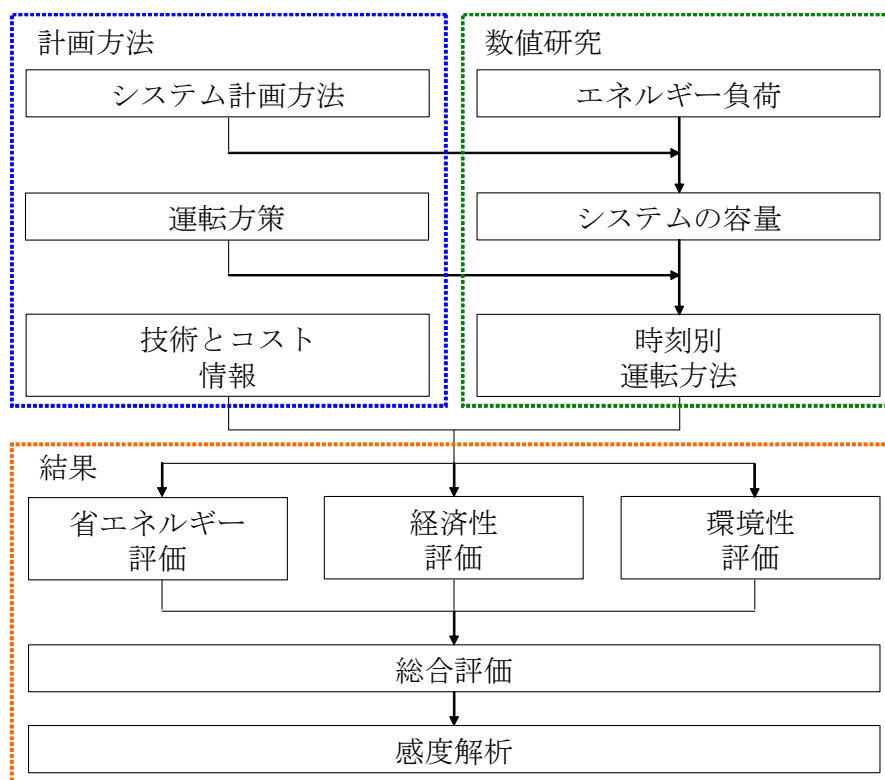 計画方法
システム計画方法
運転方策
技術とコスト
情報
数値研究
エネルギー負荷
システムの容量
時刻別
運転方法
結果
省エネルギー
評価
経済性
評価
環境性
評価
総合評価
感度解析